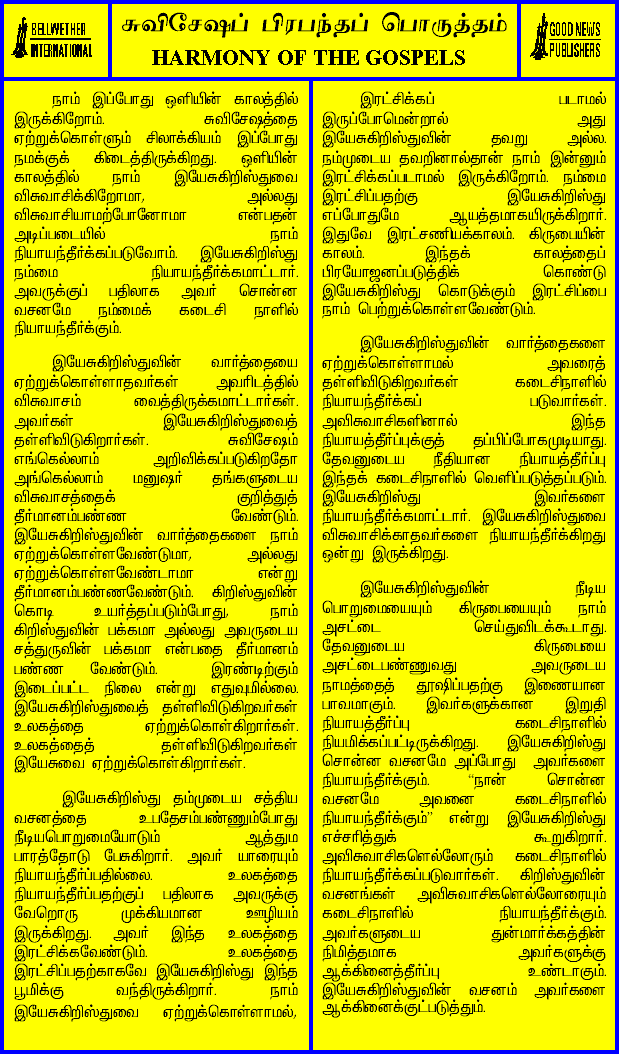 BELLWETHER
INTERNATIONAL
சுவிசேஷப் பிரபந்தப் பொருத்தம்
HARMONY OF THE GOSPELS
GOOD NEWS
PUBLISHERS
நாம் இப்போது ஒளியின் காலத்தில்
இருக்கிறோம். சுவிசேஷத்தை
ஏற்றுக்கொள்ளும் சிலாக்கியம் இப்போது
நமக்குக் கிடைத்திருக்கிறது. ஒளியின்
காலத்தில் நாம் இயேசுகிறிஸ்துவை
விசுவாசிக்கிறோமா, அல்லது
விசுவாசியாமற்போனோமா என்பதன்
அடிப்படையில் நாம்
நியாயந்தீர்க்கப்படுவோம். இயேசுகிறிஸ்து
நம்மை நியாயந்தீர்க்கமாட்டார்.
அவருக்குப் பதிலாக அவர் சொன்ன
வசனமே நம்மைக் கடைசி நாளில்
நியாயந்தீர்க்கும்.
இயேசுகிறிஸ்துவின் வார்த்தையை
ஏற்றுக்கொள்ளாதவர்கள் அவரிடத்தில்
விசுவாசம் வைத்திருக்கமாட்டார்கள்.
அவர்கள் இயேசுகிறிஸ்துவைத்
தள்ளிவிடுகிறார்கள். சுவிசேஷம்
எங்கெல்லாம் அறிவிக்கப்படுகிறதோ
அங்கெல்லாம் மனுஷர் தங்களுடைய
விசுவாசத்தைக் குறித்துத்
தீர்மானம்பண்ண வேண்டும்.
இயேசுகிறிஸ்துவின் வார்த்தைகளை நாம்
ஏற்றுக்கொள்ளவேண்டுமா, அல்லது
ஏற்றுக்கொள்ளவேண்டாமா என்று
தீர்மானம்பண்ணவேண்டும். கிறிஸ்துவின்
கொடி உயர்த்தப்படும்போது, நாம்
கிறிஸ்துவின் பக்கமா அல்லது அவருடைய
சத்துருவின் பக்கமா என்பதை தீர்மானம்
பண்ண வேண்டும். இரண்டிற்கும்
இடைப்பட்ட நிலை என்று எதுவுமில்லை.
இயேசுகிறிஸ்துவைத் தள்ளிவிடுகிறவர்கள்
உலகத்தை ஏற்றுக்கொள்கிறார்கள்.
உலகத்தைத் தள்ளிவிடுகிறவர்கள்
இயேசுவை ஏற்றுக்கொள்கிறார்கள்.
இயேசுகிறிஸ்து தம்முடைய சத்திய
வசனத்தை உபதேசம்பண்ணும்போது
நீடியபொறுமையோடும் ஆத்தும
பாரத்தோடு பேசுகிறார். அவர் யாரையும்
நியாயந்தீர்ப்பதில்லை. உலகத்தை
நியாயந்தீர்ப்பதற்குப் பதிலாக அவருக்கு
வேறொரு முக்கியமான ஊழியம்
இருக்கிறது. அவர் இந்த உலகத்தை
இரட்சிக்கவேண்டும். உலகத்தை
இரட்சிப்பதற்காகவே இயேசுகிறிஸ்து இந்த
பூமிக்கு வந்திருக்கிறார். நாம்
இயேசுகிறிஸ்துவை ஏற்றுக்கொள்ளாமல்,
இரட்சிக்கப் படாமல்
இருப்போமென்றால் அது
இயேசுகிறிஸ்துவின் தவறு அல்ல.
நம்முடைய தவறினால்தான் நாம் இன்னும்
இரட்சிக்கப்படாமல் இருக்கிறோம். நம்மை
இரட்சிப்பதற்கு இயேசுகிறிஸ்து
எப்போதுமே ஆயத்தமாகயிருக்கிறார்.
இதுவே இரட்சணியக்காலம். கிருபையின்
காலம். இந்தக் காலத்தைப்
பிரயோஜனப்படுத்திக் கொண்டு
இயேசுகிறிஸ்து கொடுக்கும் இரட்சிப்பை
நாம் பெற்றுக்கொள்ளவேண்டும்.
இயேசுகிறிஸ்துவின் வார்த்தைகளை
ஏற்றுக்கொள்ளாமல் அவரைத்
தள்ளிவிடுகிறவர்கள் கடைசிநாளில்
நியாயந்தீர்க்கப் படுவார்கள்.
அவிசுவாசிகளினால் இந்த
நியாயத்தீர்ப்புக்குத் தப்பிப்போகமுடியாது.
தேவனுடைய நீதியான நியாயத்தீர்ப்பு
இந்தக் கடைசிநாளில் வெளிப்படுத்தப்படும்.
இயேசுகிறிஸ்து இவர்களை
நியாயந்தீர்க்கமாட்டார். இயேசுகிறிஸ்துவை
விசுவாசிக்காதவர்களை நியாயந்தீர்க்கிறது
ஒன்று இருக்கிறது.
இயேசுகிறிஸ்துவின் நீடிய
பொறுமையையும் கிருபையையும் நாம்
அசட்டை செய்துவிடக்கூடாது.
தேவனுடைய கிருபையை
அசட்டைபண்ணுவது அவருடைய
நாமத்தைத் தூஷிப்பதற்கு இணையான
பாவமாகும். இவர்களுக்கான இறுதி
நியாயத்தீர்ப்பு கடைசிநாளில்
நியமிக்கப்பட்டிருக்கிறது. இயேசுகிறிஸ்து
சொன்ன வசனமே அப்போது அவர்களை
நியாயந்தீர்க்கும். “நான் சொன்ன
வசனமே அவனை கடைசிநாளில்
நியாயந்தீர்க்கும்” என்று இயேசுகிறிஸ்து
எச்சரித்துக் கூறுகிறார்.
அவிசுவாசிகளெல்லோரும் கடைசிநாளில்
நியாயந்தீர்க்கப்படுவார்கள். கிறிஸ்துவின்
வசனங்கள் அவிசுவாசிகளெல்லோரையும்
கடைசிநாளில் நியாயந்தீர்க்கும்.
அவர்களுடைய துன்மார்க்கத்தின்
நிமித்தமாக அவர்களுக்கு
ஆக்கினைத்தீர்ப்பு உண்டாகும்.
இயேசுகிறிஸ்துவின் வசனம் அவர்களை
ஆக்கினைக்குட்படுத்தும்.